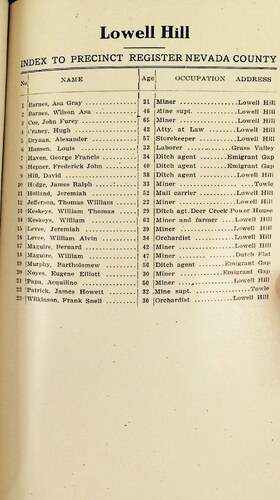 Lowell Hill
INDEX TO PRECINCT REGISTER NEVADA COUNTY
No. NAME Age OCCUPATION ADDRESS
1 Barnes, Asa Gray 21 Miner Lowell Hill
2 Barnes, Wilson Asa 46 Mine supt. Lowell Hill
3 Coe, John Furey 65 Miner Lowell Hill
4 Craney, Hugh 42 Atty. at Law Lowell Hill
5 Eryaan, Alexander 57 Storekeeper Lowell Hill
6 Hansen, Louis 33 Laborer Grass Valley
7 Haven, George Francis 34 Ditch agent Emigrant Gap
8 Hepner, Frederick John 40 Ditch agent Emigrant Gap
9 Hill, David 38 Ditch agent Lowell Hill
10 Hodge, James Ralph 33 Miner Towle
11 Holland, Jeremiah 52 Mail carrier Lowell Hill
12 Jefferson, Thomas William 22 Miner Lowell Hill
13 Keskeys, William Thomas 29 Ditch agt. Deer Creek Power House
14 Keskeys, William 62 Miner and farmer Lowell Hill
15 Levee, Jeremiah 39 Miner Lowell Hill
16 Levee, William Alvin 34 Orchardist Lowell Hill
17 Maguire, Bernard 42 Miner Lowell Hill
18 Maguire, William 47 Miner Dutch Flat
19 Murphy, Bartholomew 56 Ditch agent Emigrant Gap
20 Noyes, Eugene Elliott 30 Miner Emigrant Gap
21 Papa, Acquilino 50 Miner Lowell Hill
22 Patrick, James Howett 32 Mine supt. Towle
23 Wilkinson, Frank Snell 36 Orchardist Lowell Hill